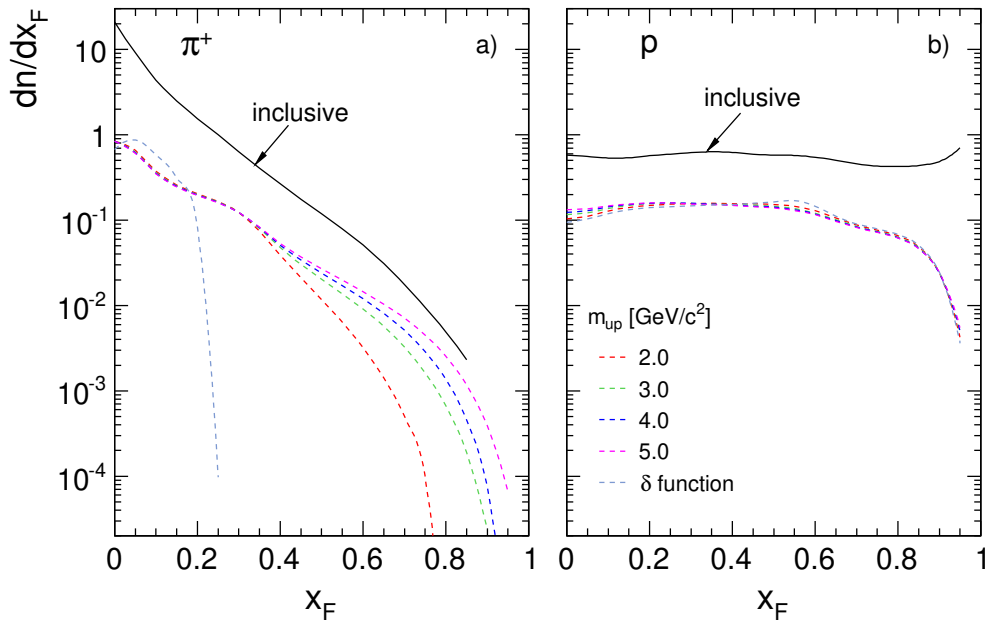 dn/dx_F
π⁺
a)
inclusive
10
1
10⁻¹
10⁻²
10⁻³
10⁻⁴
0
0.2
0.4
0.6
0.8
1
x_F
p
b)
inclusive
m_up [GeV/c²]
2.0
3.0
4.0
5.0
δ function
0
0.2
0.4
0.6
0.8
1
x_F